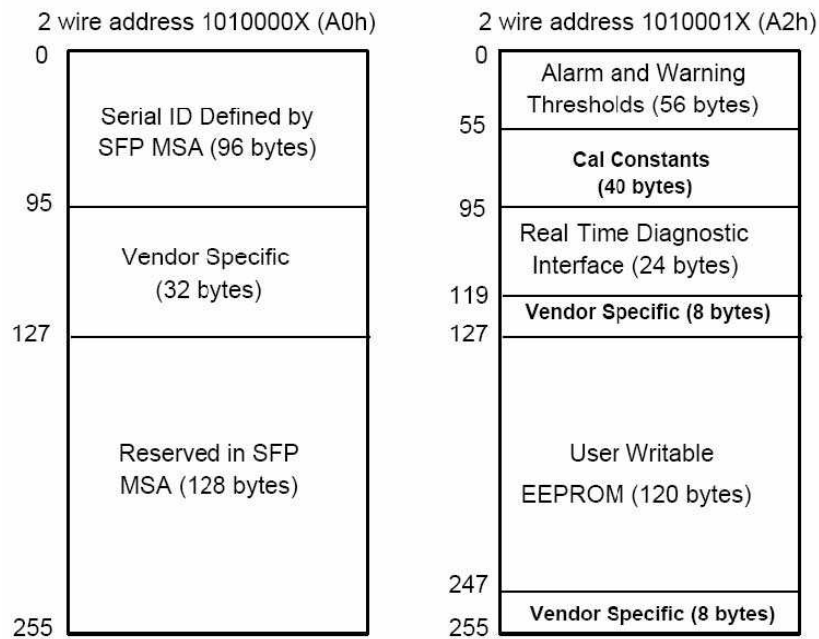 2 wire address 1010000X (A0h)
0
Serial ID Defined by
SFP MSA (96 bytes)
95
Vendor Specific
(32 bytes)
127
Reserved in SFP
MSA (128 bytes)
255
2 wire address 1010001X (A2h)
0
Alarm and Warning
Thresholds (56 bytes)
55
Cal Constants
(40 bytes)
95
Real Time Diagnostic
Interface (24 bytes)
119
Vendor Specific (8 bytes)
127
User Writable
EEPROM (120 bytes)
247
Vendor Specific (8 bytes)
255